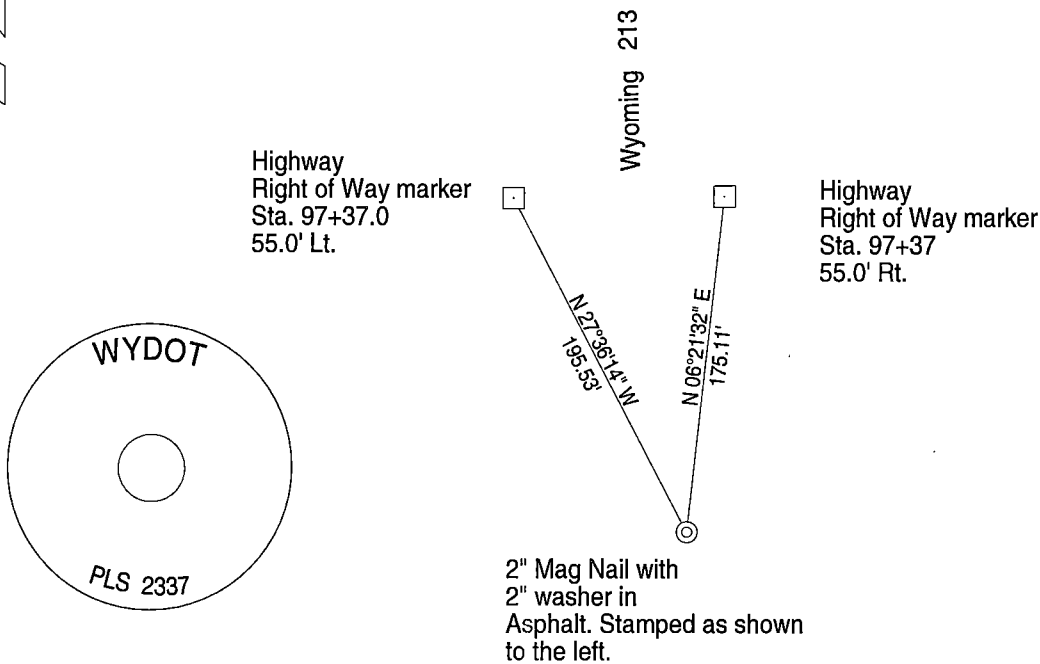 Wyoming 213
Highway
Right of Way marker
Sta. 97+37.0
55.0' Lt.
Highway
Right of Way marker
Sta. 97+37
55.0' Rt.
N 27°36'14" W
195.53'
N 06°21'32" E
175.11'
WYDOT
PLS 2337
2" Mag Nail with
2" washer in
Asphalt. Stamped as shown
to the left.